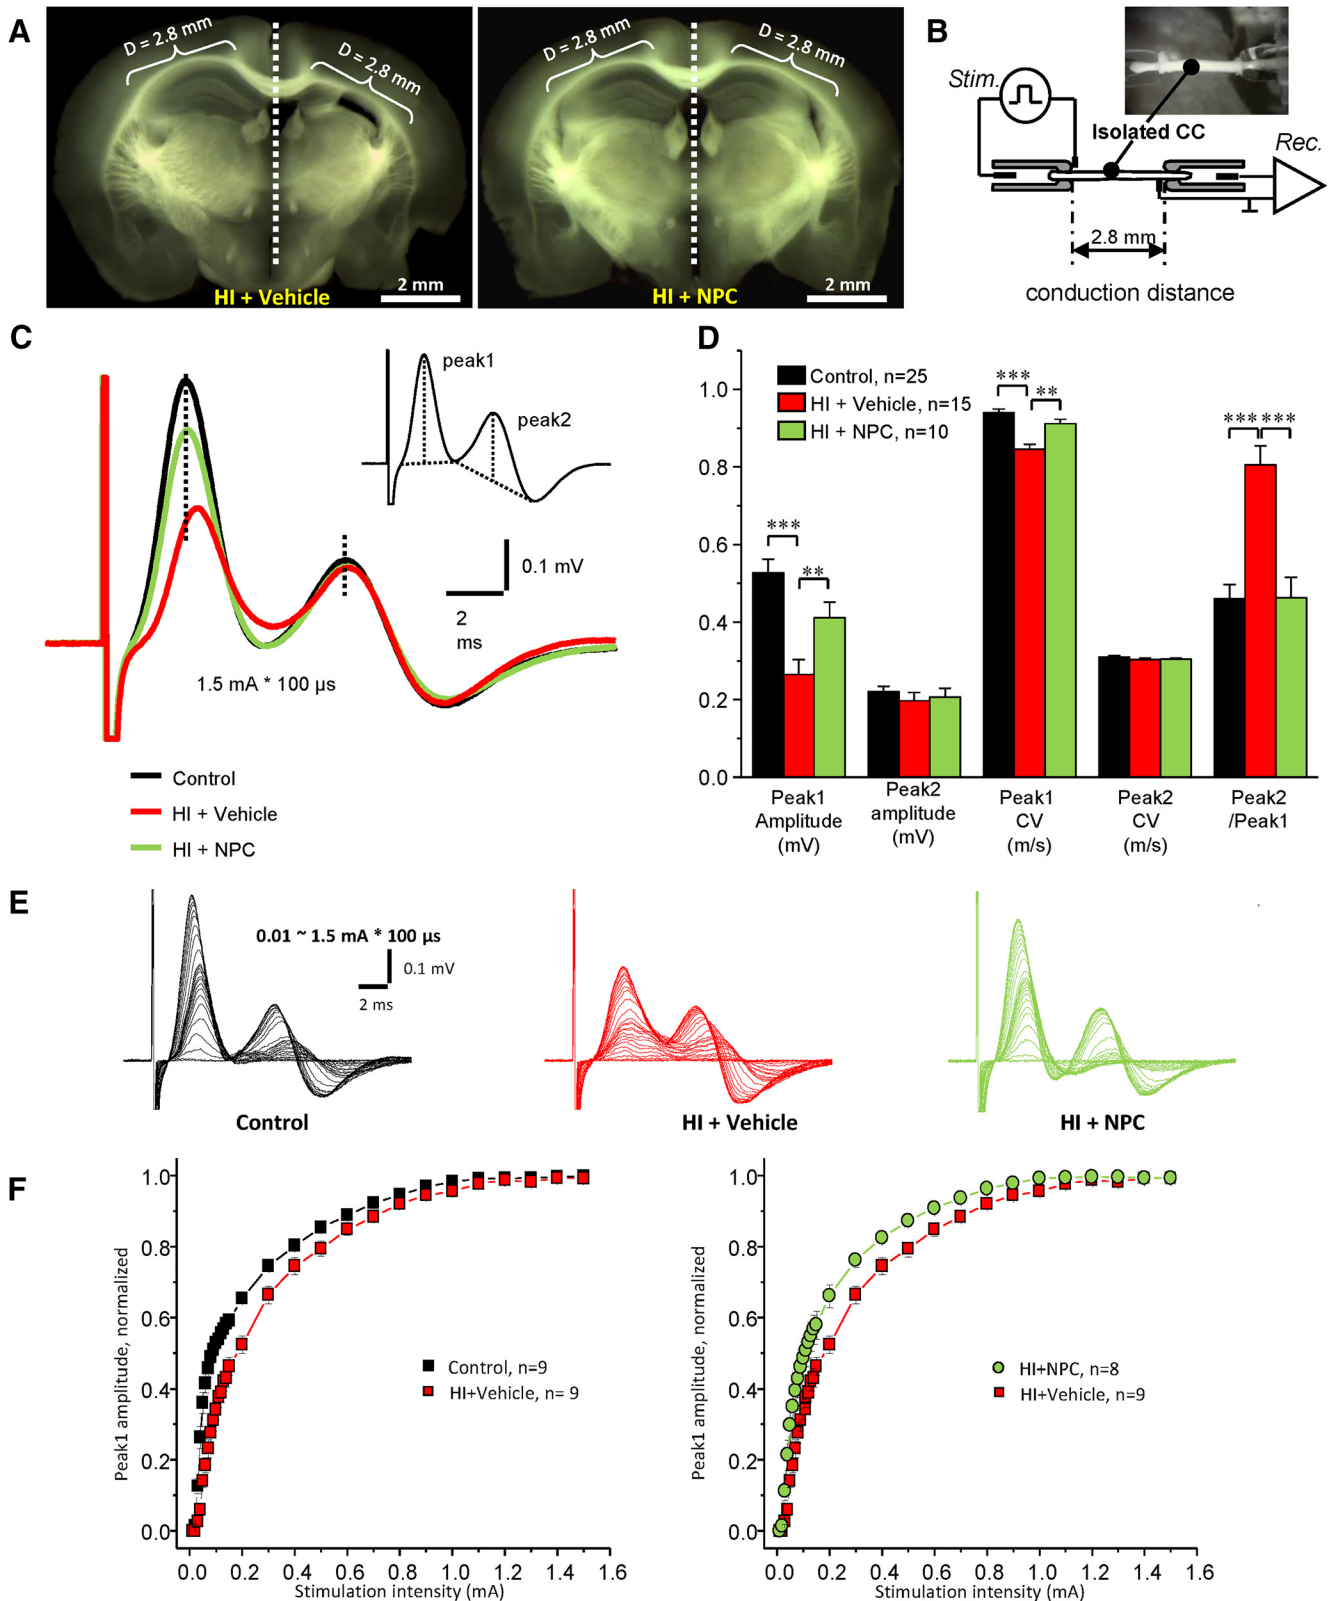 A
D = 2.8 mm
D = 2.8 mm
HI + Vehicle
2 mm
D = 2.8 mm
D = 2.8 mm
HI + NPC
2 mm
B
Stim.
Isolated CC
Rec.
2.8 mm
conduction distance
C
peak1
peak2
0.1 mV
2
ms
1.5 mA * 100 µs
Control
HI + Vehicle
HI + NPC
D
Control, n=25
HI + Vehicle, n=15
HI + NPC, n=10
1.0
0.8
0.6
0.4
0.2
0.0
***
**
***
**
***
***
Peak1
Amplitude
(mV)
Peak2
amplitude
(mV)
Peak1
CV
(m/s)
Peak2
CV
(m/s)
Peak2
/Peak1
E
0.01 ~ 1.5 mA * 100 µs
0.1 mV
2 ms
Control
HI + Vehicle
HI + NPC
F
Peak1 amplitude, normalized
1.0
0.8
0.6
0.4
0.2
0.0
Control, n=9
HI+Vehicle, n= 9
0.0 0.2 0.4 0.6 0.8 1.0 1.2 1.4 1.6
Stimulation intensity (mA)
Peak1 amplitude, normalized
1.0
0.8
0.6
0.4
0.2
0.0
HI+NPC, n=8
HI+Vehicle, n=9
0.0 0.2 0.4 0.6 0.8 1.0 1.2 1.4 1.6
Stimulation intensity (mA)